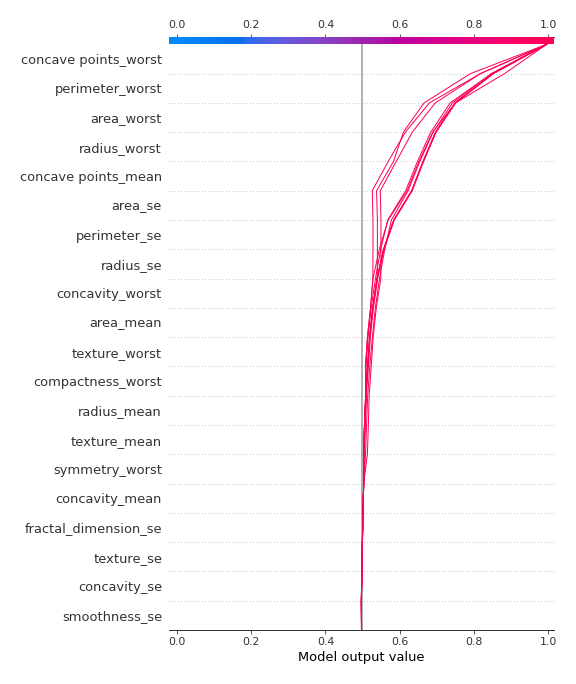 0.0 0.2 0.4 0.6 0.8 1.0
concave points_worst
perimeter_worst
area_worst
radius_worst
concave points_mean
area_se
perimeter_se
radius_se
concavity_worst
area_mean
texture_worst
compactness_worst
radius_mean
texture_mean
symmetry_worst
concavity_mean
fractal_dimension_se
texture_se
concavity_se
smoothness_se
0.0 0.2 0.4 0.6 0.8 1.0
Model output value